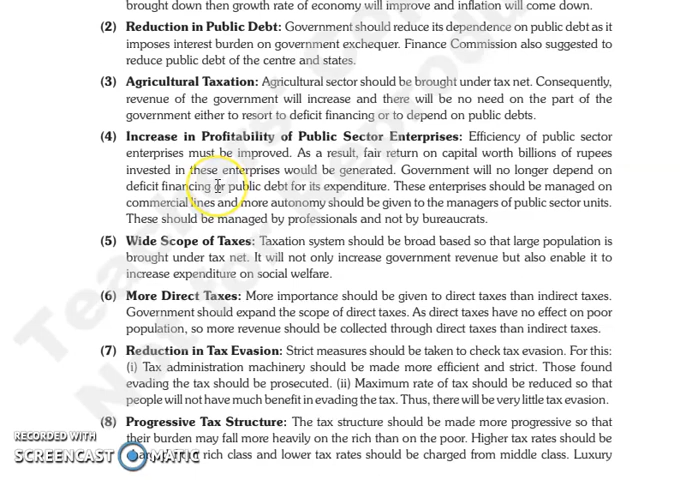 brought down then growth rate of economy will improve and inflation will come down.
(2) Reduction in Public Debt: Government should reduce its dependence on public debt as it
imposes interest burden on government exchequer. Finance Commission also suggested to
reduce public debt of the centre and states.
(3) Agricultural Taxation: Agricultural sector should be brought under tax net. Consequently,
revenue of the government will increase and there will be no need on the part of the
government either to resort to deficit financing or to depend on public debts.
(4) Increase in Profitability of Public Sector Enterprises: Efficiency of public sector
enterprises must be improved. As a result, fair return on capital worth billions of rupees
invested in these enterprises would be generated. Government will no longer depend on
deficit financing or public debt for its expenditure. These enterprises should be managed on
commercial lines and more autonomy should be given to the managers of public sector units.
These should be managed by professionals and not by bureaucrats.
(5) Wide Scope of Taxes: Taxation system should be broad based so that large population is
brought under tax net. It will not only increase government revenue but also enable it to
increase expenditure on social welfare.
(6) More Direct Taxes: More importance should be given to direct taxes than indirect taxes.
Government should expand the scope of direct taxes. As direct taxes have no effect on poor
population, so more revenue should be collected through direct taxes than indirect taxes.
(7) Reduction in Tax Evasion: Strict measures should be taken to check tax evasion. For this:
(i) Tax administration machinery should be made more efficient and strict. Those found
evading the tax should be prosecuted. (ii) Maximum rate of tax should be reduced so that
people will not have much benefit in evading the tax. Thus, there will be very little tax evasion.
(8) Progressive Tax Structure: The tax structure should be made more progressive so that
their burden may fall more heavily on the rich than on the poor. Higher tax rates should be
rich class and lower tax rates should be charged from middle class. Luxury
RECORDED WITH
SCREENCAST MATIC